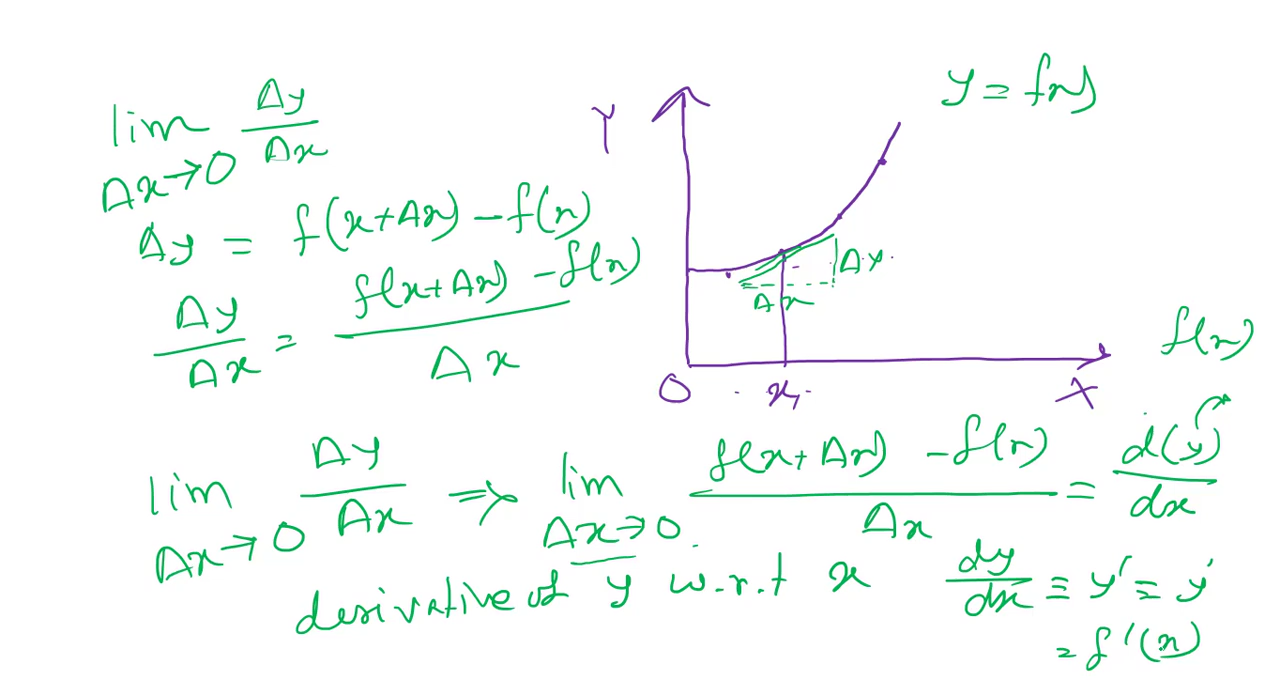 lim Δy/Δx
Δx→0
Δy = f(x+Δx) - f(x)
Δy/Δx = f(x+Δx) - f(x) / Δx
y = f(x)
Y
Δy
Δx
O x₁ X
f(x)
lim Δy/Δx ⇒ lim f(x+Δx) - f(x) / Δx = d(y)/dx
Δx→0 Δx→0
derivative of y w.r.t x dy/dx ≡ y' = y'
= f'(x)